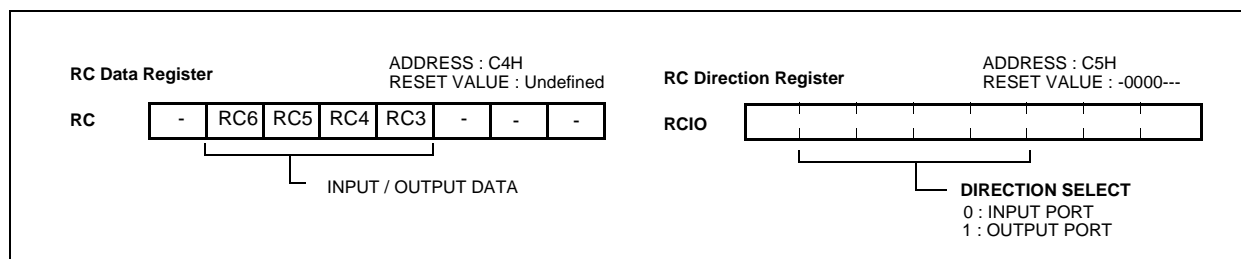 RC Data Register
ADDRESS : C4H
RESET VALUE : Undefined
RC
- RC6 RC5 RC4 RC3 - - -
INPUT / OUTPUT DATA
RC Direction Register
ADDRESS : C5H
RESET VALUE : -0000---
RCIO
DIRECTION SELECT
0 : INPUT PORT
1 : OUTPUT PORT